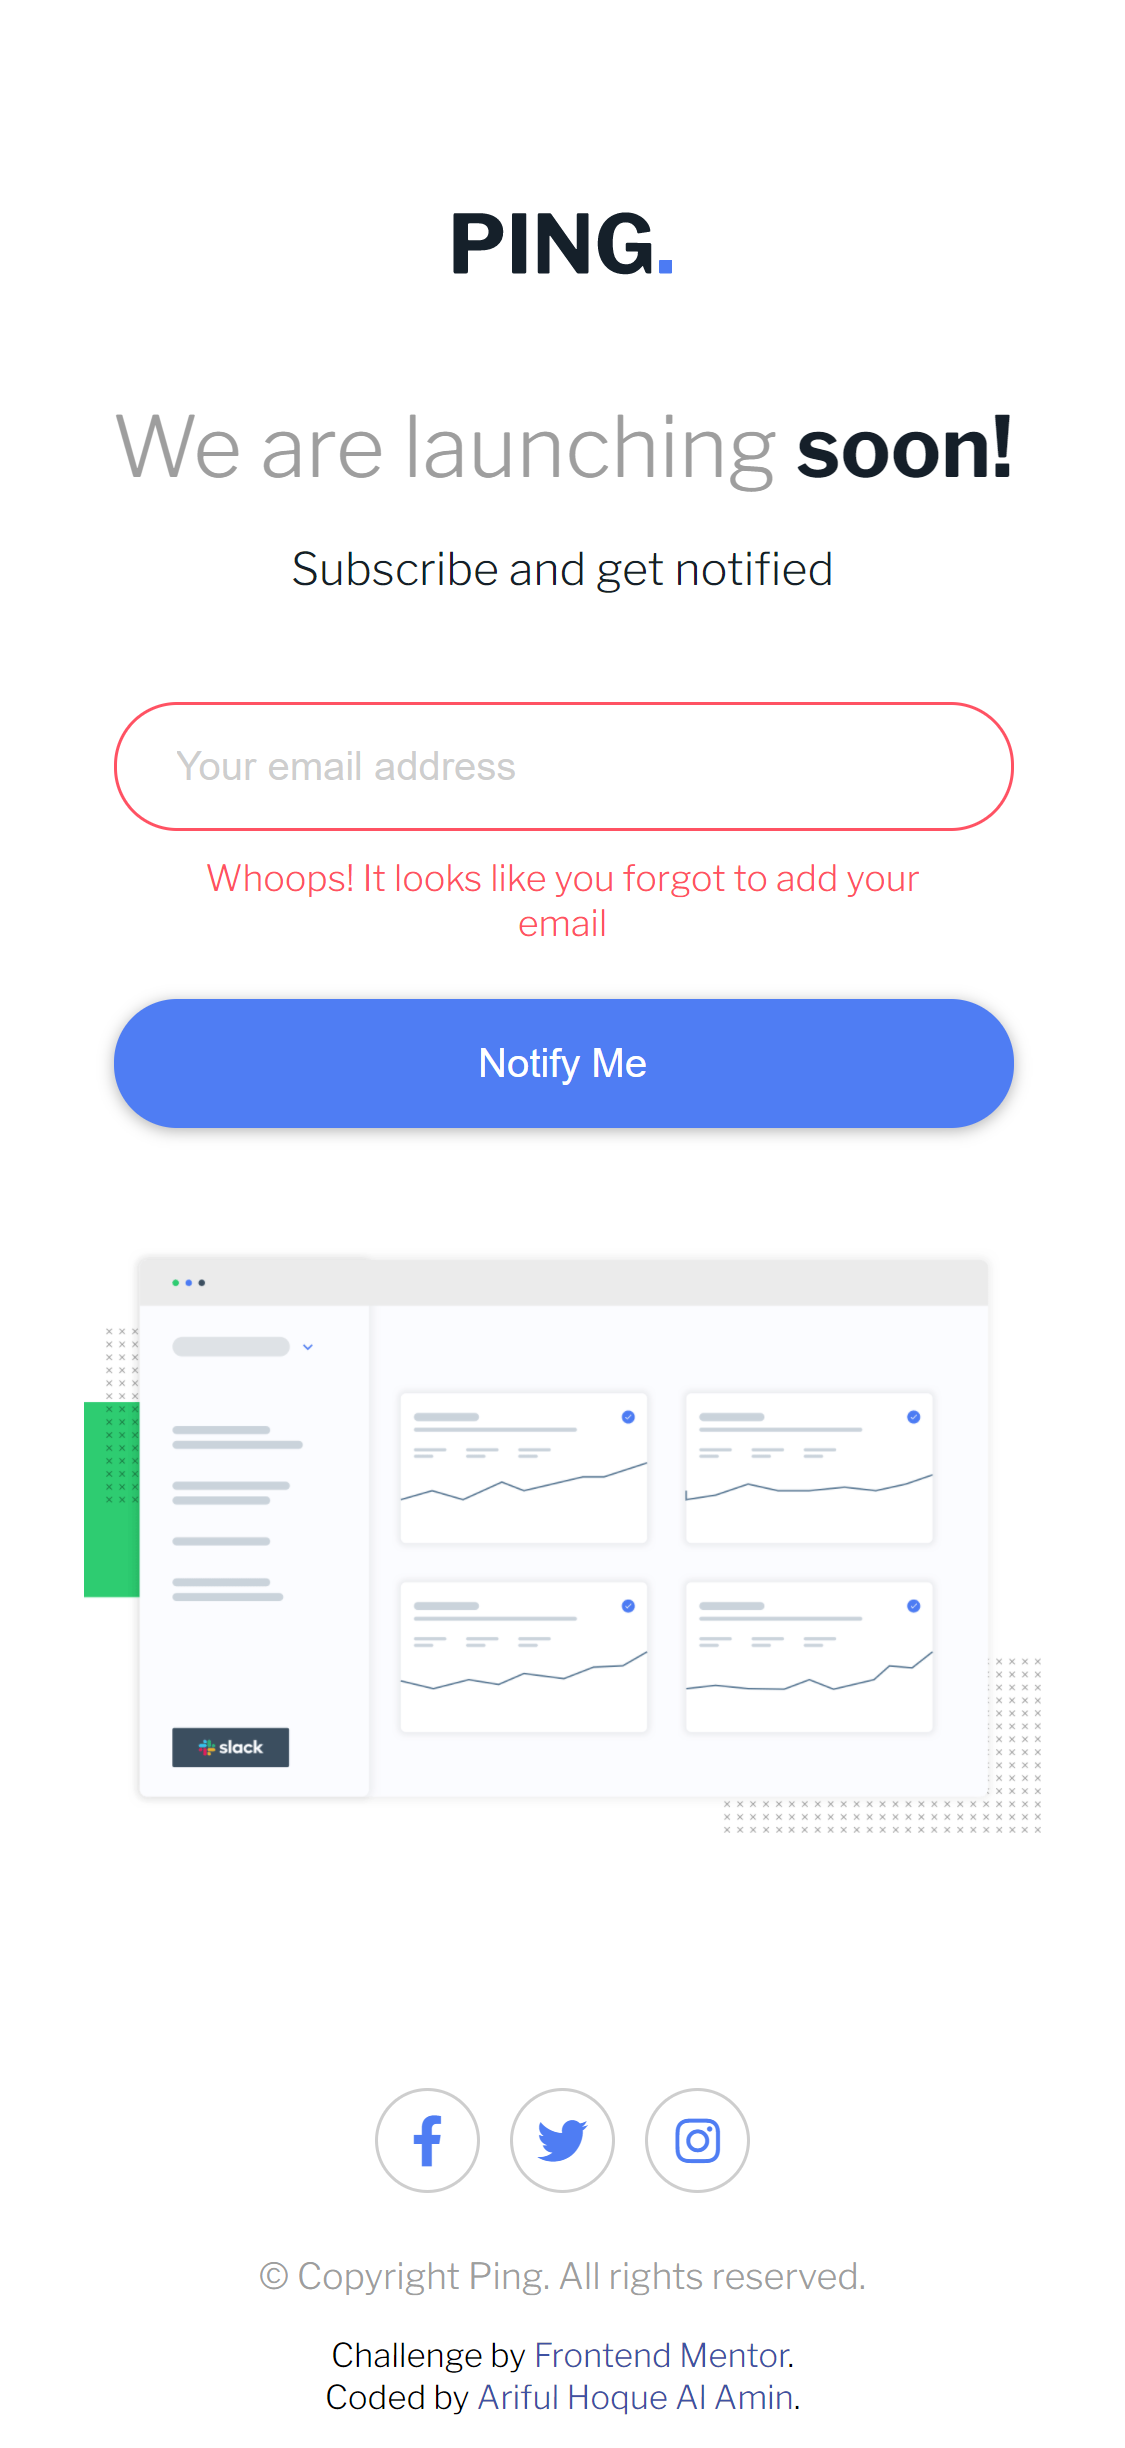 PING.
We are launching soon!
Subscribe and get notified
Your email address
Whoops! It looks like you forgot to add your
email
Notify Me
slack
© Copyright Ping. All rights reserved.
Challenge by Frontend Mentor.
Coded by Ariful Hoque Al Amin.